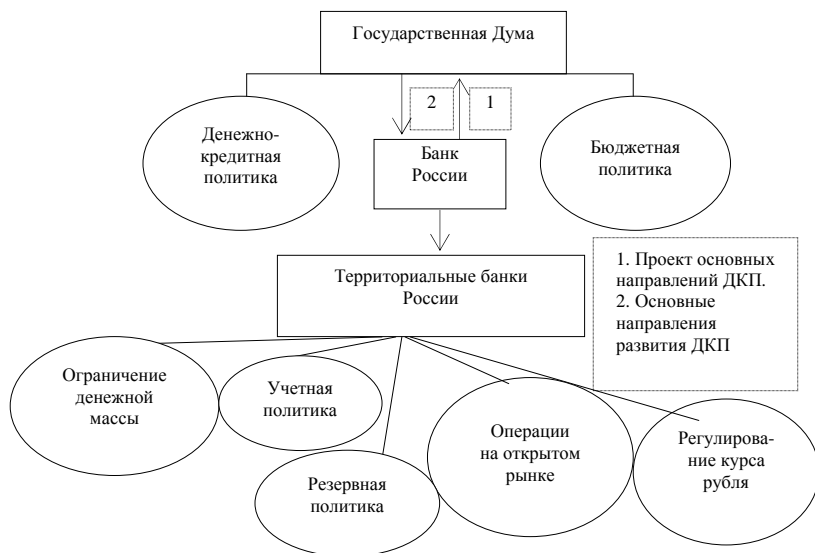 Государственная Дума
2
1
Денежно-
кредитная
политика
Банк
России
Бюджетная
политика
Территориальные банки
России
1. Проект основных
направлений ДКП.
2. Основные
направления
развития ДКП
Ограничение
денежной
массы
Учетная
политика
Резервная
политика
Операции
на открытом
рынке
Регулирова-
ние курса
рубля